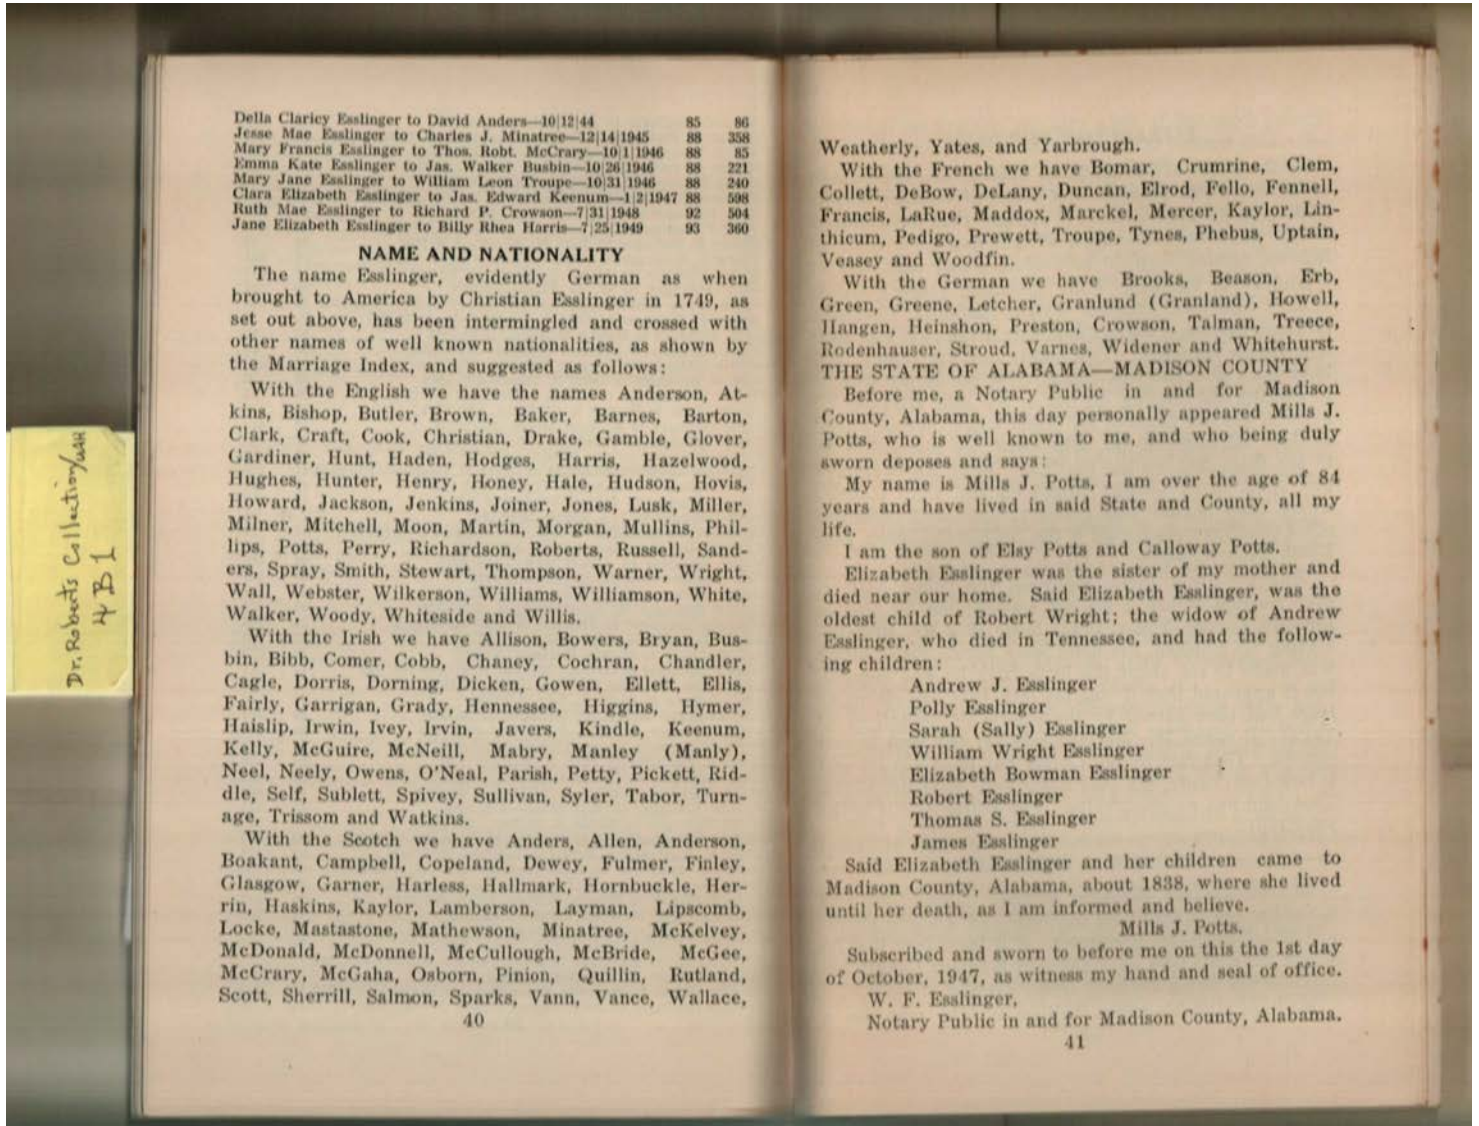 Dr. Roberts Collection/UAH
4 B 1
Della Claricy Esslinger to David Anders—10|12|44 85 86
Jesse Mae Esslinger to Charles J. Minatree—12|14|1945 88 358
Mary Francis Esslinger to Thos. Robt. McCrary—10|1|1946 88 85
Emma Kate Esslinger to Jas. Walker Busbin—10|26|1946 88 221
Mary Jane Esslinger to William Leon Troupe—10|31|1946 88 240
Clara Elizabeth Esslinger to Jas. Edward Keenum—1|2|1947 88 598
Ruth Mae Esslinger to Richard P. Crowson—7|31|1948 92 504
Jane Elizabeth Esslinger to Billy Rhea Harris—7|25|1949 93 360
NAME AND NATIONALITY
The name Esslinger, evidently German as when
brought to America by Christian Esslinger in 1749, as
set out above, has been intermingled and crossed with
other names of well known nationalities, as shown by
the Marriage Index, and suggested as follows:
With the English we have the names Anderson, At-
kins, Bishop, Butler, Brown, Baker, Barnes, Barton,
Clark, Craft, Cook, Christian, Drake, Gamble, Glover,
Gardiner, Hunt, Haden, Hodges, Harris, Hazelwood,
Hughes, Hunter, Henry, Honey, Hale, Hudson, Hovis,
Howard, Jackson, Jenkins, Joiner, Jones, Lusk, Miller,
Milner, Mitchell, Moon, Martin, Morgan, Mullins, Phil-
lips, Potts, Perry, Richardson, Roberts, Russell, Sand-
ers, Spray, Smith, Stewart, Thompson, Warner, Wright,
Wall, Webster, Wilkerson, Williams, Williamson, White,
Walker, Woody, Whiteside and Willis.
With the Irish we have Allison, Bowers, Bryan, Bus-
bin, Bibb, Comer, Cobb, Chaney, Cochran, Chandler,
Cagle, Dorris, Dorning, Dicken, Gowen, Ellett, Ellis,
Fairly, Garrigan, Grady, Hennessee, Higgins, Hymer,
Haislip, Irwin, Ivey, Irvin, Javers, Kindle, Keenum,
Kelly, McGuire, McNeill, Mabry, Manley (Manly),
Neel, Neely, Owens, O'Neal, Parish, Petty, Pickett, Rid-
dle, Self, Sublett, Spivey, Sullivan, Syler, Tabor, Turn-
age, Trissom and Watkins.
With the Scotch we have Anders, Allen, Anderson,
Boakant, Campbell, Copeland, Dewey, Fulmer, Finley,
Glasgow, Garner, Harless, Hallmark, Hornbuckle, Her-
rin, Haskins, Kaylor, Lamberson, Layman, Lipscomb,
Locke, Mastastone, Mathewson, Minatree, McKelvey,
McDonald, McDonnell, McCullough, McBride, McGee,
McCrary, McGaha, Osborn, Pinion, Quillin, Rutland,
Scott, Sherrill, Salmon, Sparks, Vann, Vance, Wallace,
40
Weatherly, Yates, and Yarbrough.
With the French we have Bomar, Crumrine, Clem,
Collett, DeBow, DeLany, Duncan, Elrod, Fello, Fennell,
Francis, LaRue, Maddox, Marckel, Mercer, Kaylor, Lin-
thicum, Pedigo, Prewett, Troupe, Tynes, Phebus, Uptain,
Veasey and Woodfin.
With the German we have Brooks, Beason, Erb,
Green, Greene, Letcher, Granlund (Granland), Howell,
Hangen, Heinshon, Preston, Crowson, Talman, Treece,
Rodenhauser, Stroud, Varnes, Widener and Whitehurst.
THE STATE OF ALABAMA—MADISON COUNTY
Before me, a Notary Public in and for Madison
County, Alabama, this day personally appeared Mills J.
Potts, who is well known to me, and who being duly
sworn deposes and says:
My name is Mills J. Potts, I am over the age of 84
years and have lived in said State and County, all my
life.
I am the son of Elsy Potts and Calloway Potts.
Elizabeth Esslinger was the sister of my mother and
died near our home. Said Elizabeth Esslinger, was the
oldest child of Robert Wright; the widow of Andrew
Esslinger, who died in Tennessee, and had the follow-
ing children:
Andrew J. Esslinger
Polly Esslinger
Sarah (Sally) Esslinger
William Wright Esslinger
Elizabeth Bowman Esslinger
Robert Esslinger
Thomas S. Esslinger
James Esslinger
Said Elizabeth Esslinger and her children came to
Madison County, Alabama, about 1838, where she lived
until her death, as I am informed and believe.
Mills J. Potts.
Subscribed and sworn to before me on this the 1st day
of October, 1947, as witness my hand and seal of office.
W. F. Esslinger,
Notary Public in and for Madison County, Alabama.
41